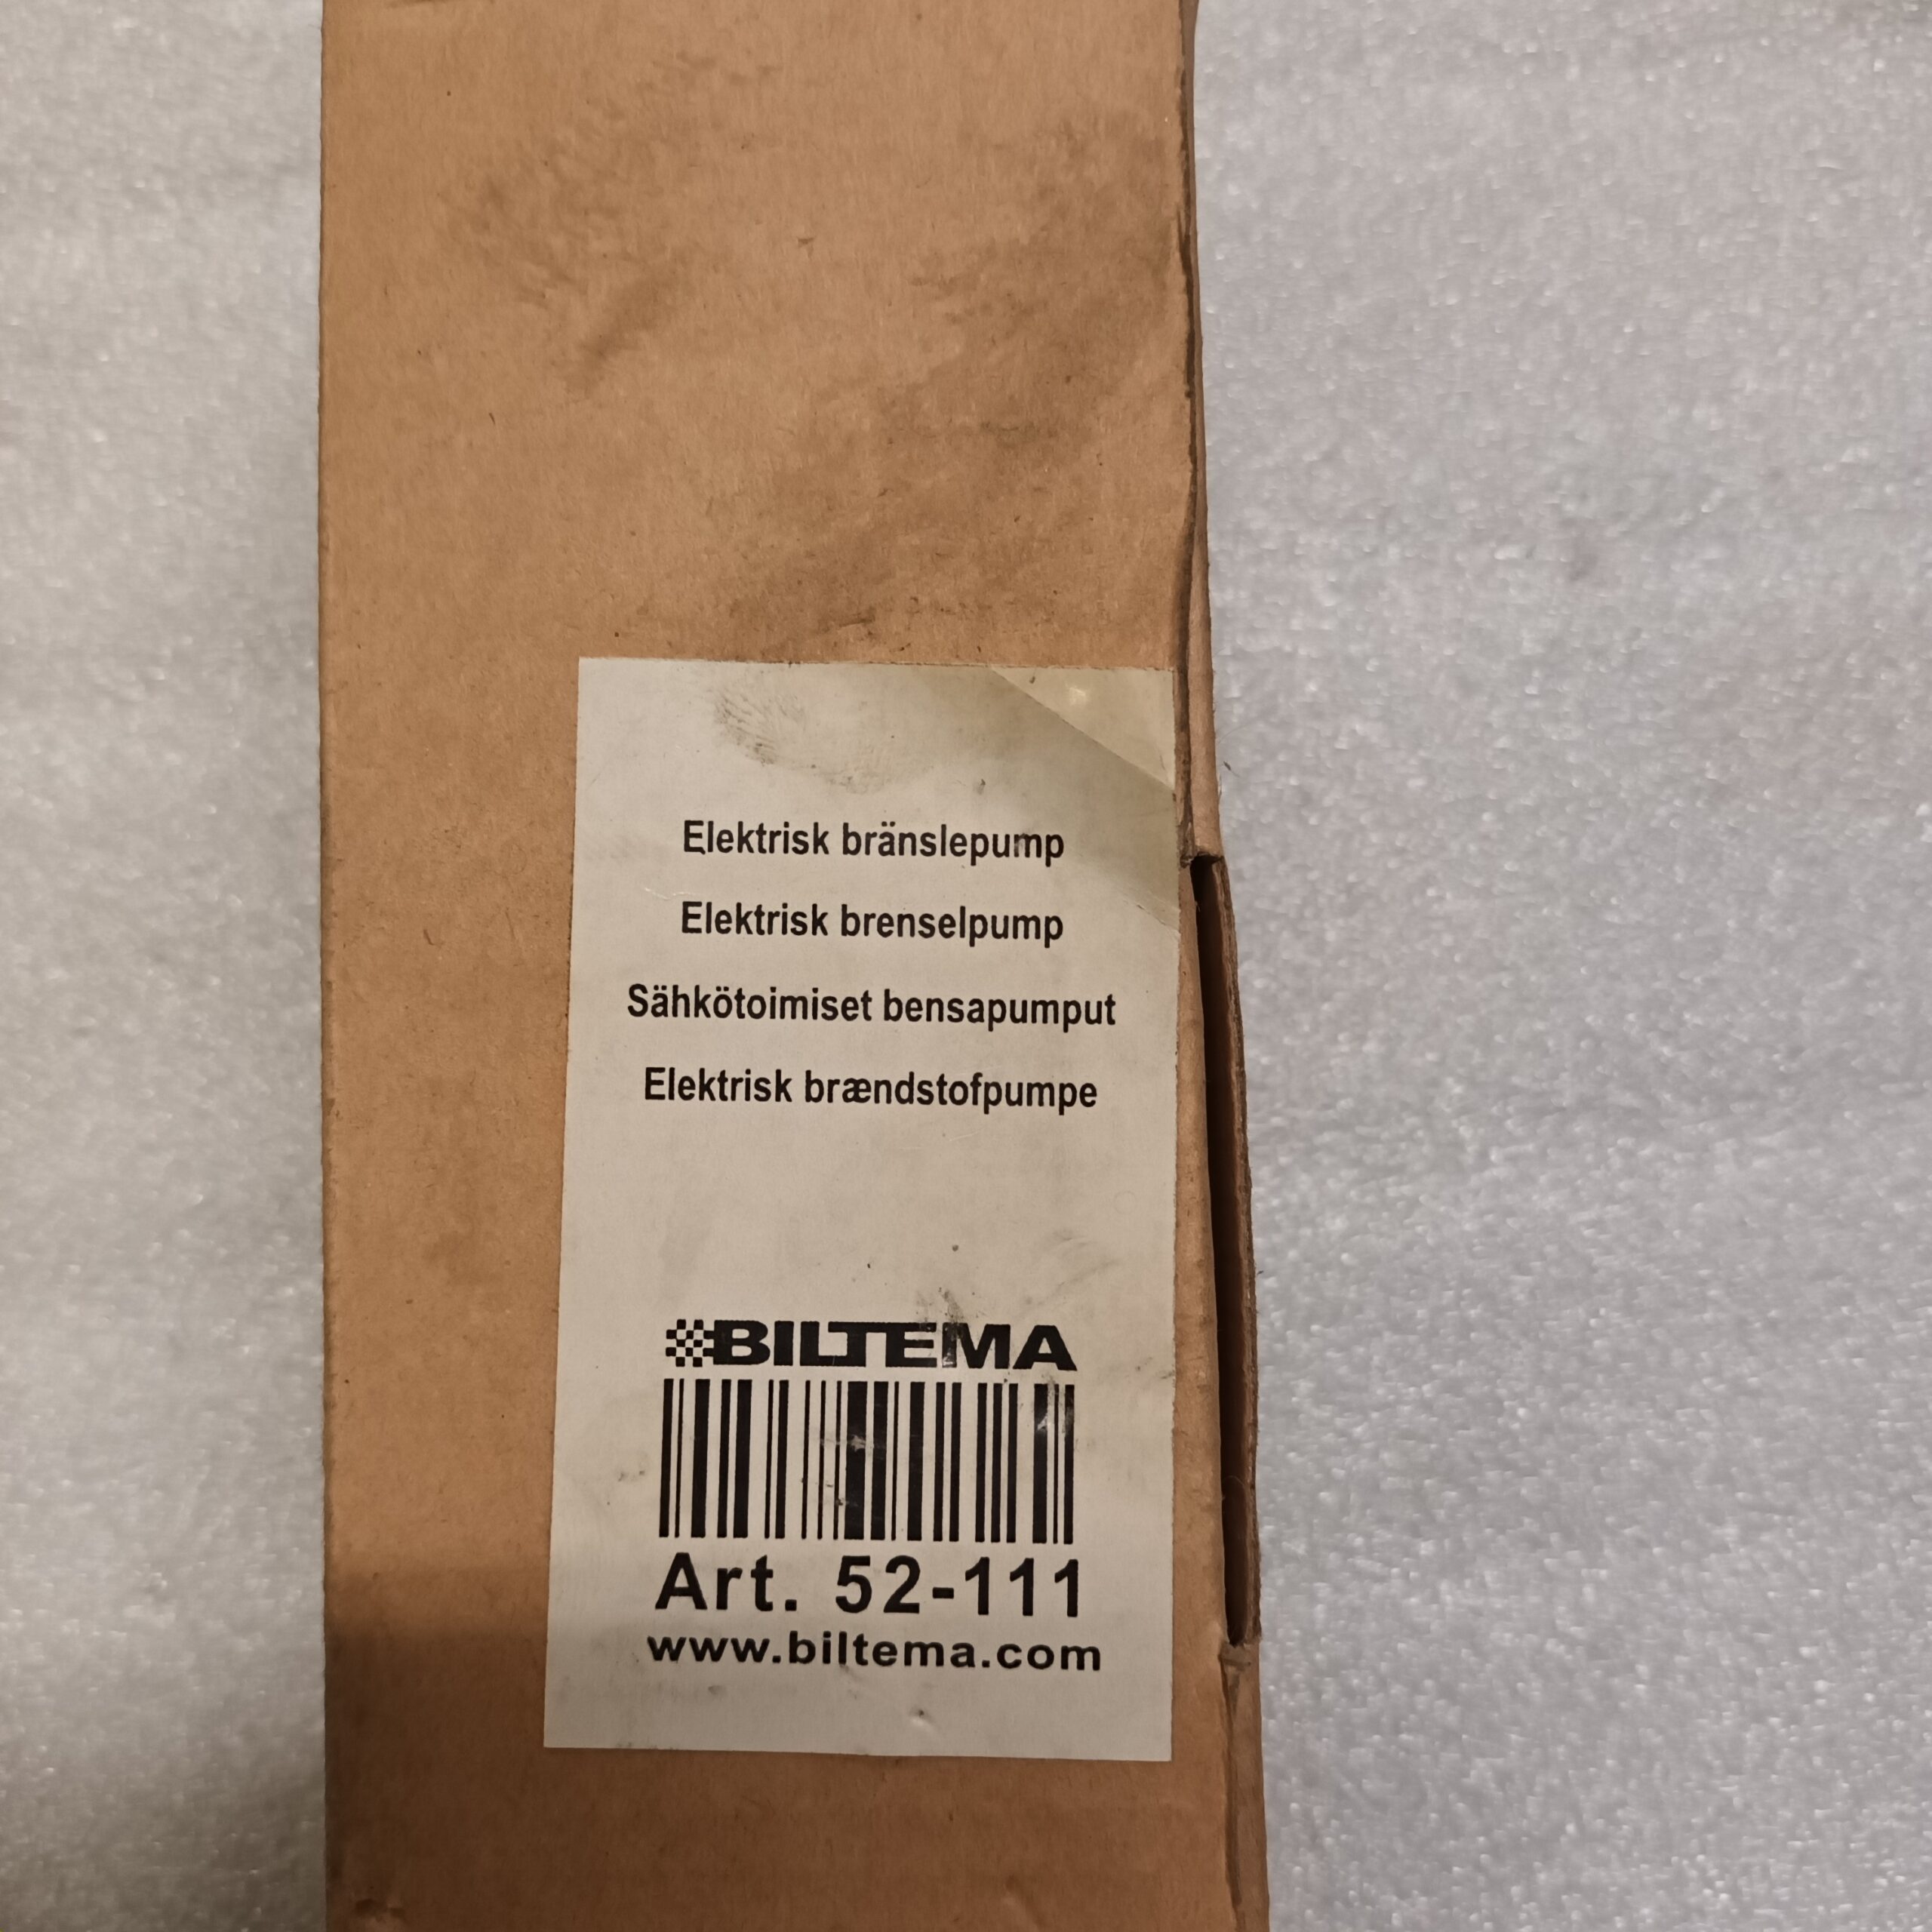 Elektrisk bränslepump
Elektrisk brenselpump
Sähkötoimiset bensapumput
Elektrisk brændstofpumpe
BILTEMA
Art. 52-111
www.biltema.com